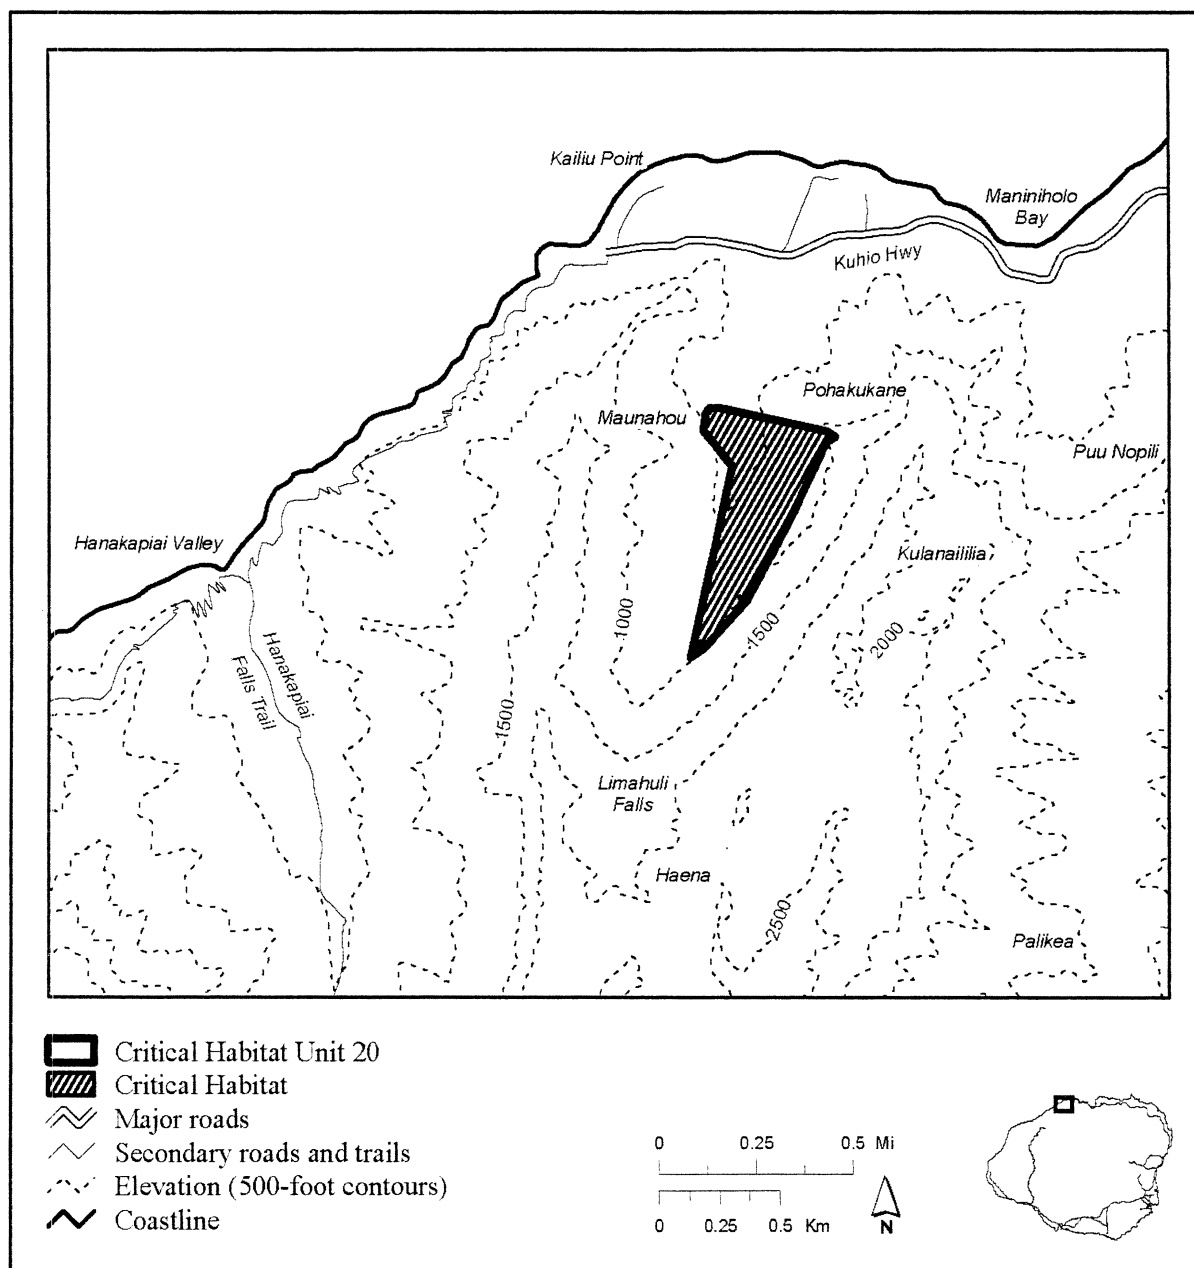 Kailiu Point
Maniniholo
Bay
Kuhio Hwy
Pohakukane
Maunahou
Puu Nopili
Hanakapiai Valley
Kulanaililia
1000
1500
2000
Hanakapiai
Falls Trail
1500
Limahuli
Falls
Haena
2500
Palikea
Critical Habitat Unit 20
Critical Habitat
Major roads
Secondary roads and trails
Elevation (500-foot contours)
Coastline
0 0.25 0.5 Mi
0 0.25 0.5 Km
N